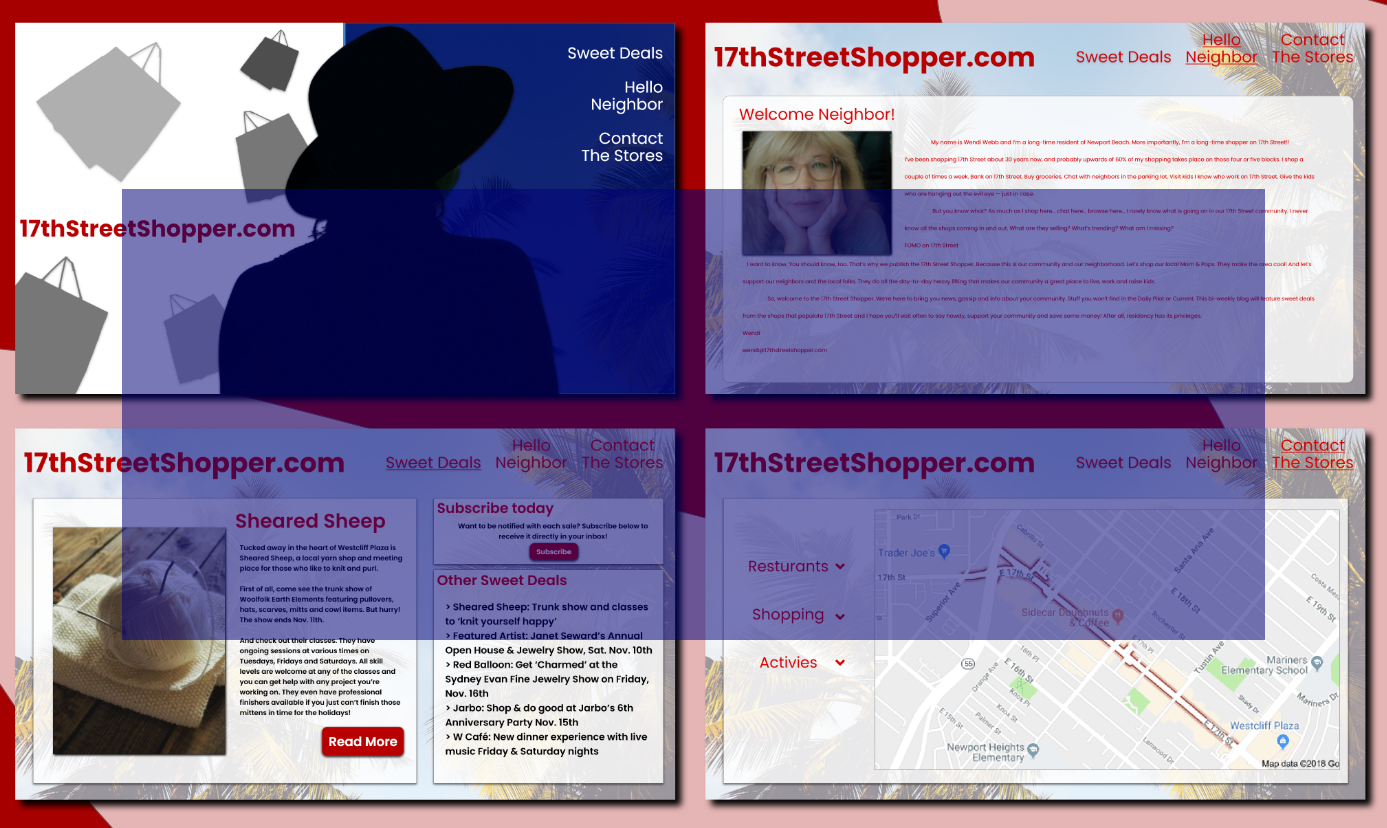 Sweet Deals
Hello
Neighbor
Contact
The Stores
17thStreetShopper.com
17thStreetShopper.com
Sweet Deals
Hello
Neighbor
Contact
The Stores
Welcome Neighbor!
My name is Wendi Webb and I'm a long-time resident of Newport Beach. More importantly, I'm a long-time shopper on 17th Street!!
I've been shopping 17th Street about 30 years now, and probably upwards of 60% of my shopping takes place on those four or five blocks. I shop a
couple of times a week. Bank on 17th Street. Buy groceries. Chat with neighbors in the parking lot. Visit kids I know who work on 17th Street. Give the kids
who are hanging out the evil eye — just in case.
But you know what? As much as I shop here... chat here... browse here... I rarely know what is going on in our 17th Street community. I never
know all the shops coming in and out. What are they selling? What's trending? What am I missing?
FOMO on 17th Street
I want to know. You should know, too. That's why we publish the 17th Street Shopper. Because this is our community and our neighborhood. Let's shop our local Mom & Pops. They make the area cool! And let's
support our neighbors and the local folks. They do all the day-to-day heavy lifting that makes our community a great place to live, work and raise kids.
So, welcome to the 17th Street Shopper. We're here to bring you news, gossip and info about your community. Stuff you won't find in the Daily Pilot or Current. This bi-weekly blog will feature sweet deals
from the shops that populate 17th Street and I hope you'll visit often to say howdy, support your community and save some money! After all, residency has its privileges.
Wendi
wendi@17thstreetshopper.com
17thStreetShopper.com
Sweet Deals
Hello
Neighbor
Contact
The Stores
Sheared Sheep
Tucked away in the heart of Westcliff Plaza is
Sheared Sheep, a local yarn shop and meeting
place for those who like to knit and purl.
First of all, come see the trunk show of
Woolfolk Earth Elements featuring pullovers,
hats, scarves, mitts and cowl items. But hurry!
The show ends Nov. 11th.
And check out their classes. They have
ongoing sessions at various times on
Tuesdays, Fridays and Saturdays. All skill
levels are welcome at any of the classes and
you can get help with any project you're
working on. They even have professional
finishers available if you just can't finish those
mittens in time for the holidays!
Read More
Subscribe today
Want to be notified with each sale? Subscribe below to
receive it directly in your inbox!
Subscribe
Other Sweet Deals
> Sheared Sheep: Trunk show and classes
to 'knit yourself happy'
> Featured Artist: Janet Seward's Annual
Open House & Jewelry Show, Sat. Nov. 10th
> Red Balloon: Get 'Charmed' at the
Sydney Evan Fine Jewelry Show on Friday,
Nov. 16th
> Jarbo: Shop & do good at Jarbo's 6th
Anniversary Party Nov. 15th
> W Café: New dinner experience with live
music Friday & Saturday nights
17thStreetShopper.com
Sweet Deals
Hello
Neighbor
Contact
The Stores
Resturants
Shopping
Activies
Park Dr
Trader Joe's
17th St
Superior Ave
Cabrillo St
E 17th St
Santa Ana Ave
Costa Me
E 19th St
E 18th St
Sidecar Doughnuts
& Coffee
Rochester St
16th Pl
Tustin Ave
55
E 16th St
Orange Ave
Knox Pl
Knox St
Mariners
Elementary School
Mariners Dr
Sherry Dr
E 15th St
Palmer St
Westcliff Plaza
E 17th St
Newport Heights
Elementary
Lenwood Dr
Map data ©2018 Go